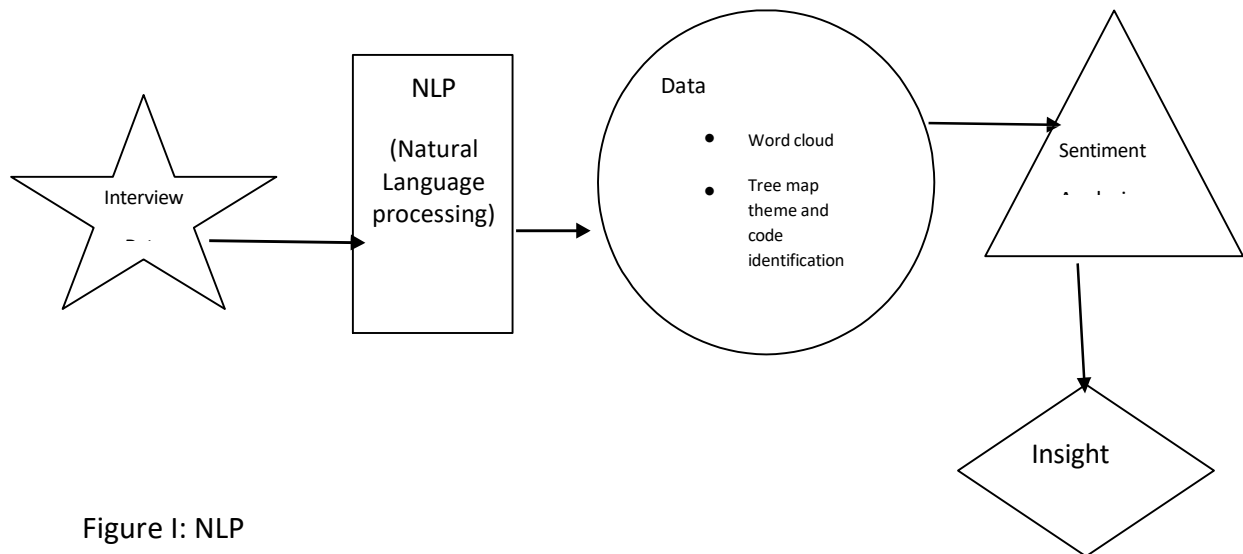 Interview
NLP
(Natural
Language
processing)
Data
• Word cloud
• Tree map
theme and
code
identification
Sentiment
Insight
Figure I: NLP